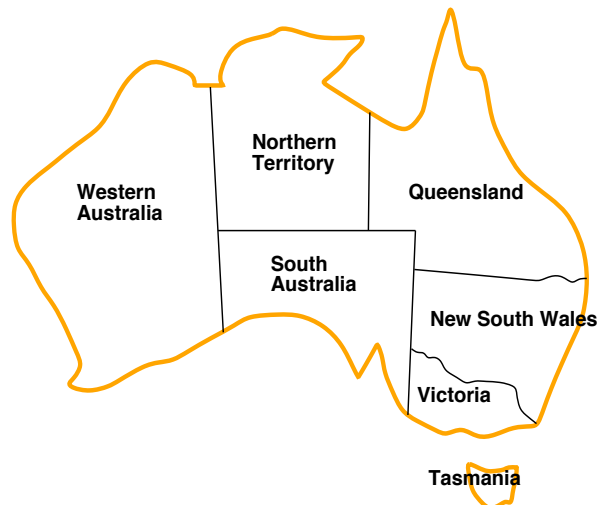 Northern
Territory
Western
Australia
Queensland
South
Australia
New South Wales
Victoria
Tasmania